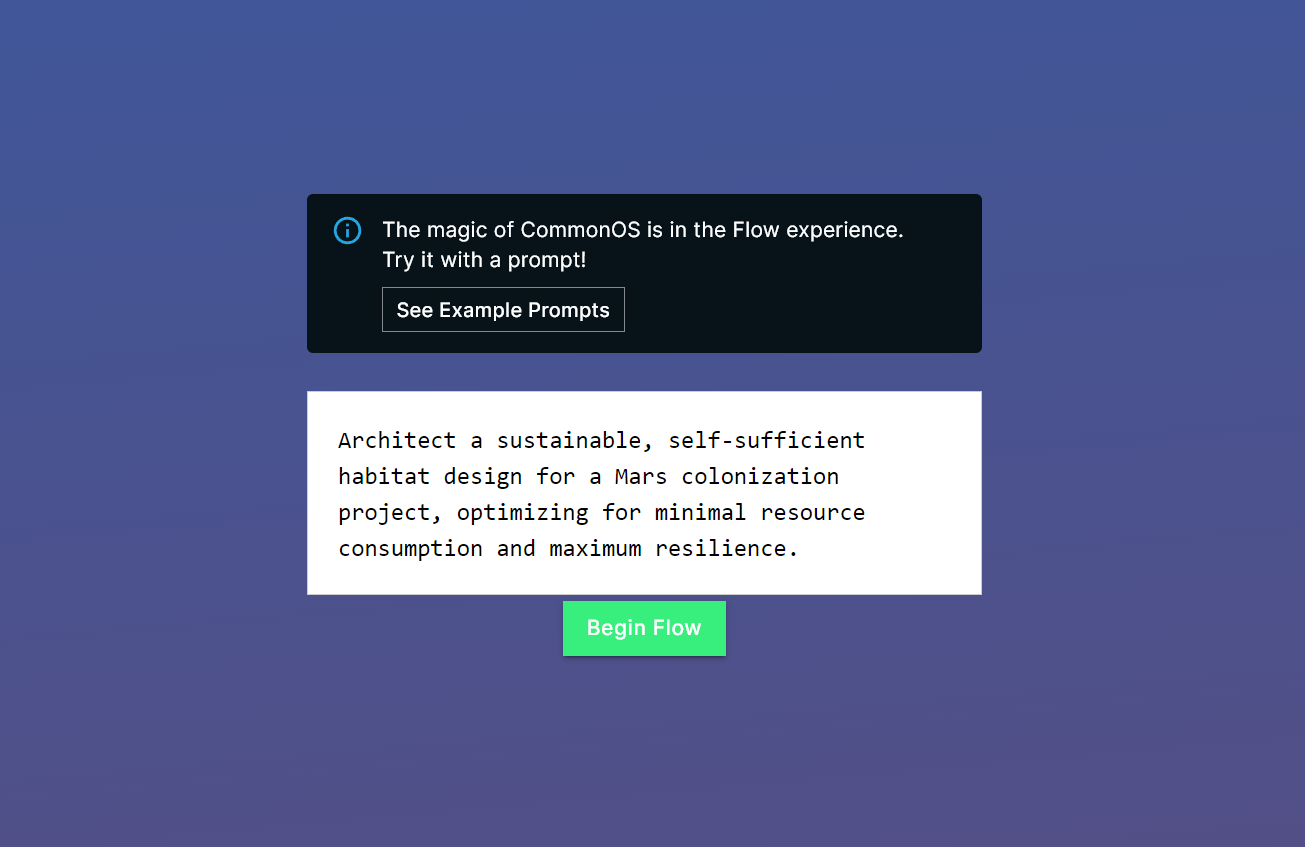 The magic of CommonOS is in the Flow experience.
Try it with a prompt!
See Example Prompts
Architect a sustainable, self-sufficient
habitat design for a Mars colonization
project, optimizing for minimal resource
consumption and maximum resilience.
Begin Flow